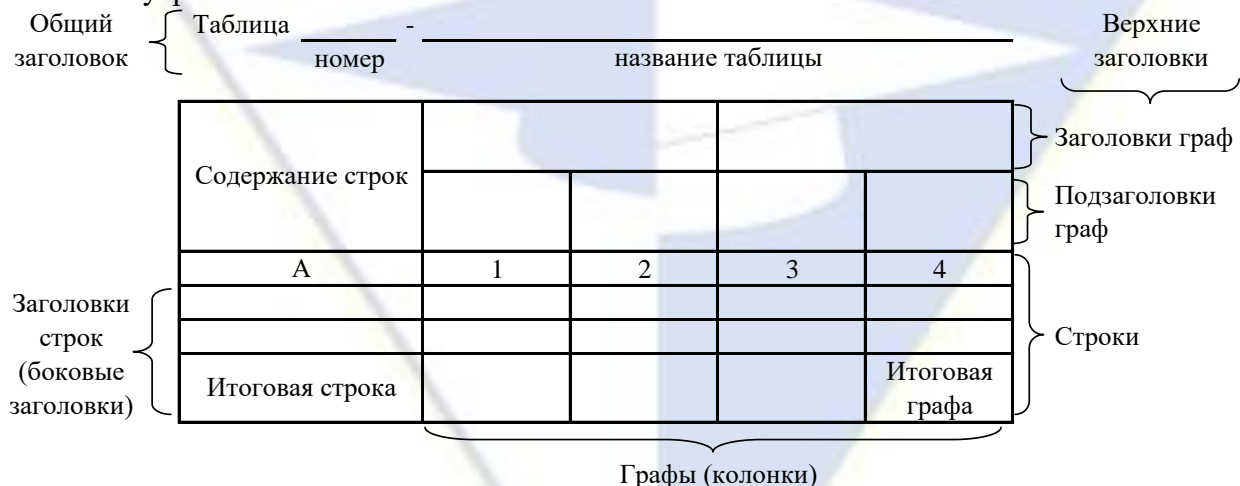 Общий
заголовок
Таблица -
номер
название таблицы
Верхние
заголовки
Содержание строк
Заголовки граф
Подзаголовки
граф
А 1 2 3 4
Заголовки
строк
(боковые
заголовки)
Строки
Итоговая строка
Итоговая
графа
Графы (колонки)